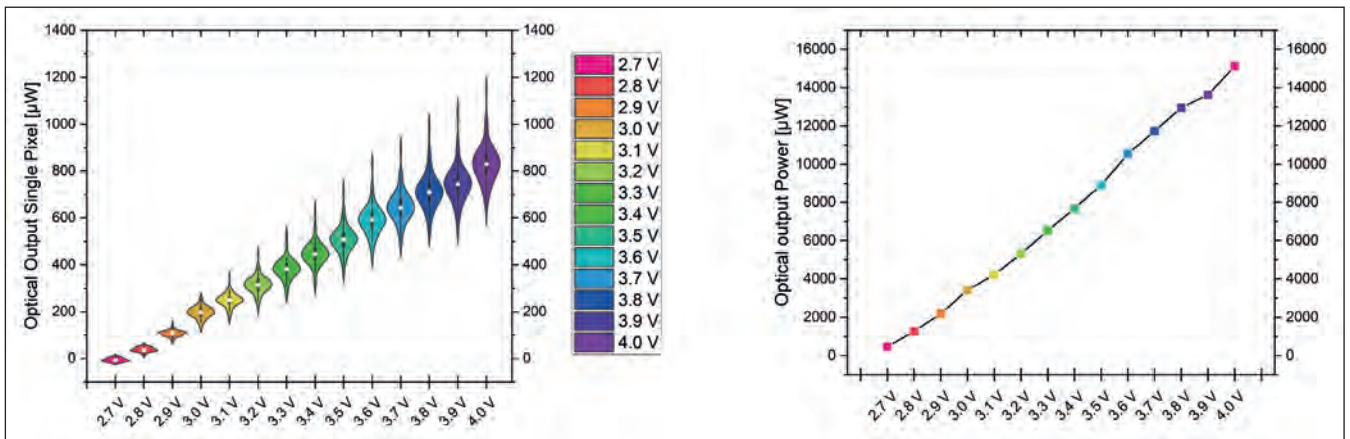 Optical Output Single Pixel [µW]
1400
1200
1000
800
600
400
200
0
1400
1200
1000
800
600
400
200
0
2.7 V 2.8 V 2.9 V 3.0 V 3.1 V 3.2 V 3.3 V 3.4 V 3.5 V 3.6 V 3.7 V 3.8 V 3.9 V 4.0 V
2.7 V
2.8 V
2.9 V
3.0 V
3.1 V
3.2 V
3.3 V
3.4 V
3.5 V
3.6 V
3.7 V
3.8 V
3.9 V
4.0 V
Optical output Power [µW]
16000
14000
12000
10000
8000
6000
4000
2000
0
16000
14000
12000
10000
8000
6000
4000
2000
0
2.7 V 2.8 V 2.9 V 3.0 V 3.1 V 3.2 V 3.3 V 3.4 V 3.5 V 3.6 V 3.7 V 3.8 V 3.9 V 4.0 V